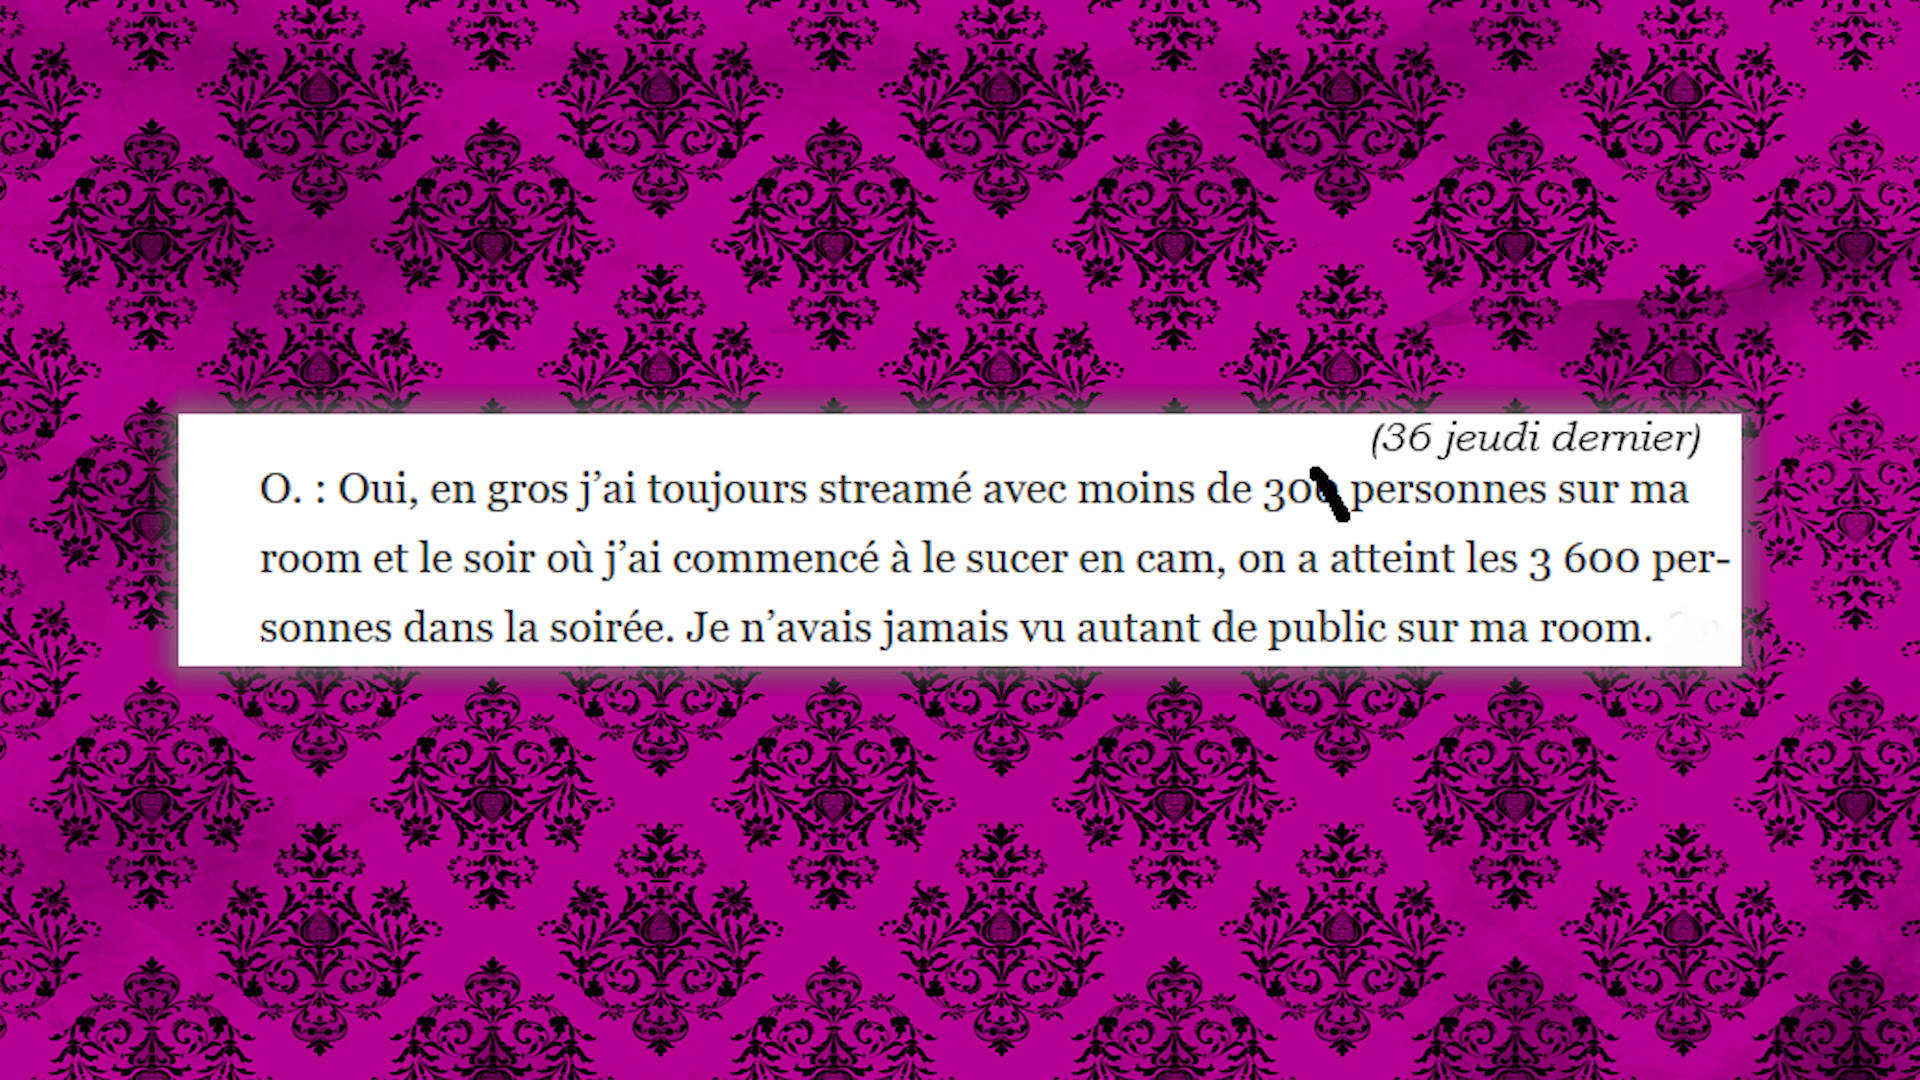 (36 jeudi dernier)
O. : Oui, en gros j’ai toujours streamé avec moins de 300 personnes sur ma
room et le soir où j’ai commencé à le sucer en cam, on a atteint les 3 600 per-
sonnes dans la soirée. Je n’avais jamais vu autant de public sur ma room.